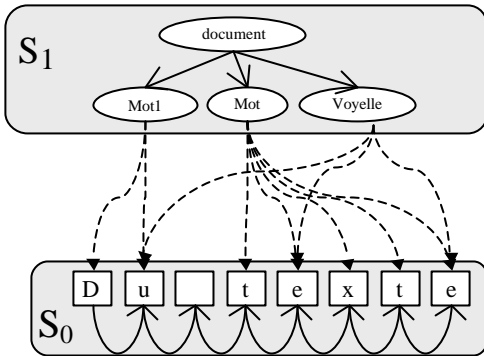 document
S1
Mot1 Mot Voyelle
D u t e x t e
S0